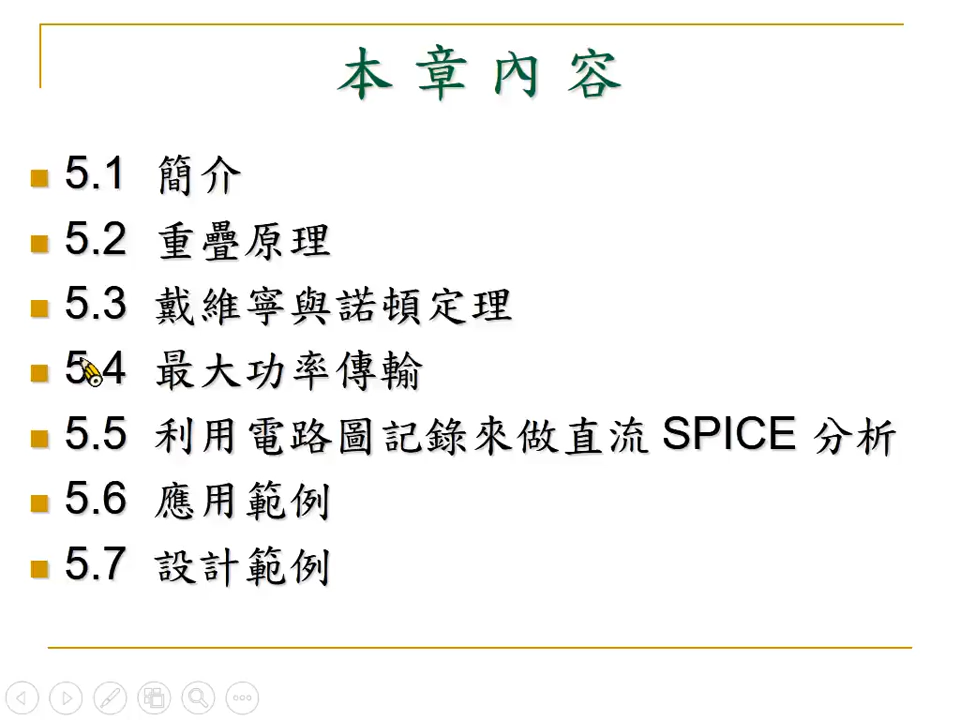 本章內容
5.1 簡介
5.2 重疊原理
5.3 戴維寧與諾頓定理
5.4 最大功率傳輸
5.5 利用電路圖記錄來做直流 SPICE 分析
5.6 應用範例
5.7 設計範例